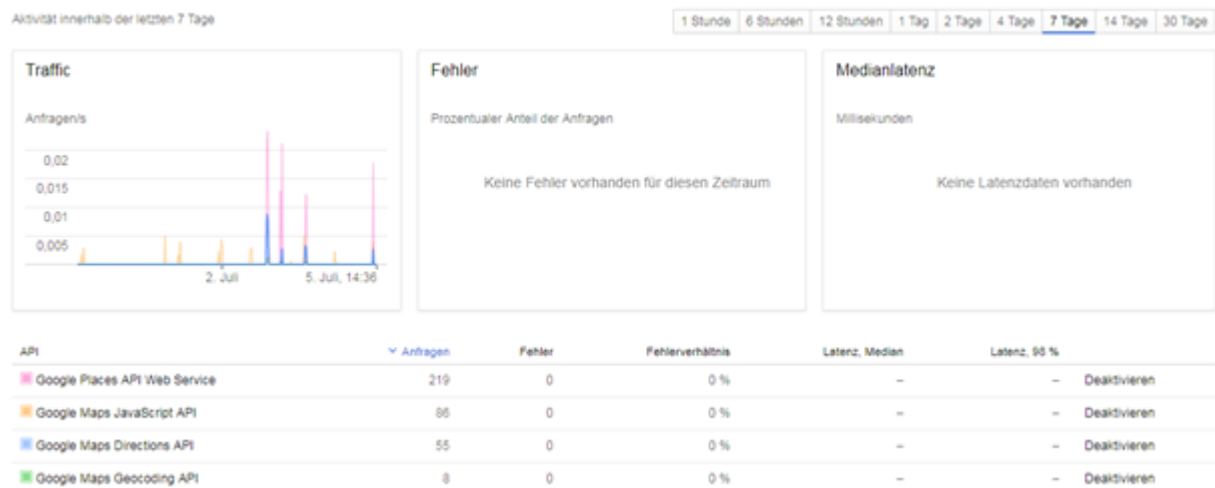 Aktivität innerhalb der letzten 7 Tage
1 Stunde 6 Stunden 12 Stunden 1 Tag 2 Tage 4 Tage 7 Tage 14 Tage 30 Tage
Traffic Fehler Medianlatenz
Anfragen/s Prozentualer Anteil der Anfragen Millisekunden
0,02
Keine Fehler vorhanden für diesen Zeitraum Keine Latenzdaten vorhanden
0,015
0,01
0,005
2. Juli 5. Juli, 14:36
API Anfragen Fehler Fehlerverhältnis Latenz, Median Latenz, 98 %
Google Places API Web Service 219 0 0 % – – Deaktivieren
Google Maps JavaScript API 86 0 0 % – – Deaktivieren
Google Maps Directions API 55 0 0 % – – Deaktivieren
Google Maps Geocoding API 8 0 0 % – – Deaktivieren